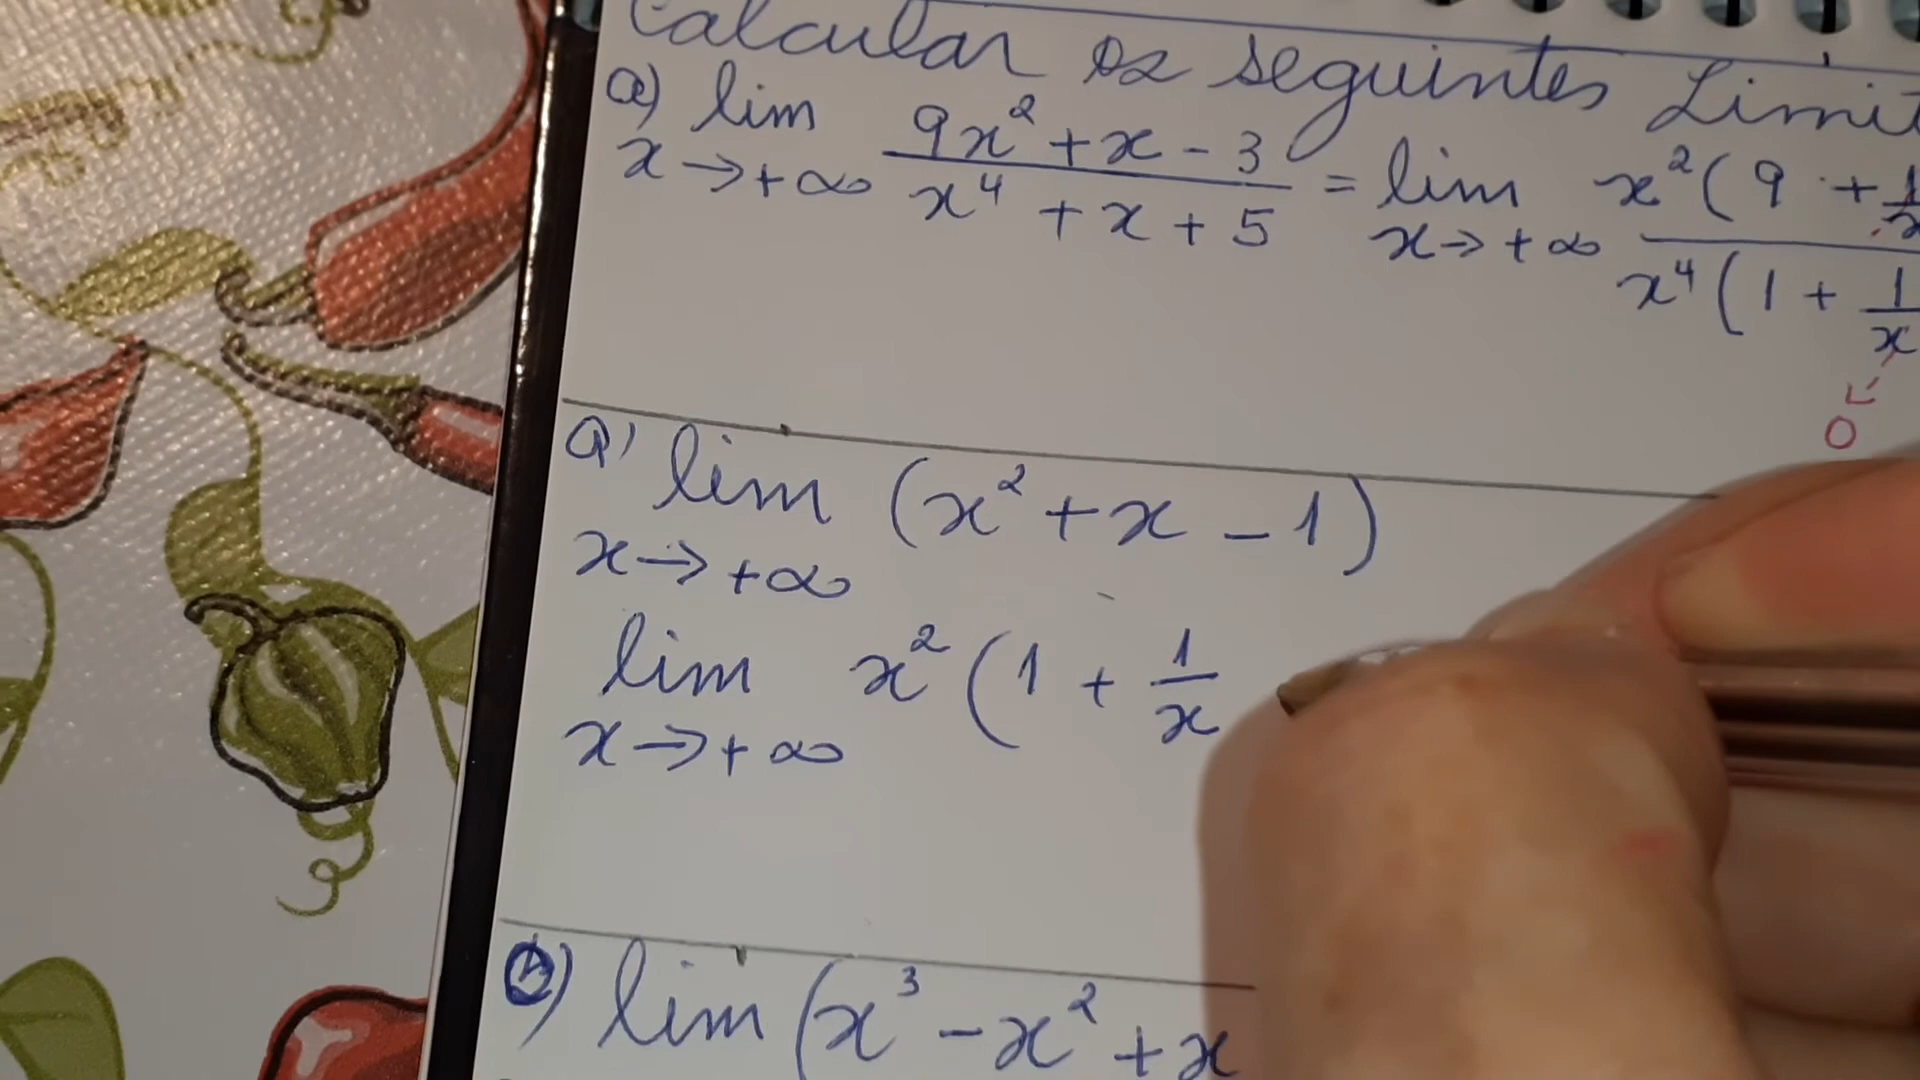 Calcular os seguintes Limit
a) lim 9x² + x - 3 = lim x² ( 9 + 1
x → +∞ x⁴ + x + 5 x → +∞ x⁴ ( 1 + 1
x
0
a' lim (x² + x - 1)
x → +∞
lim x² ( 1 + 1
x → +∞ x
b) lim (x³ - x² + x